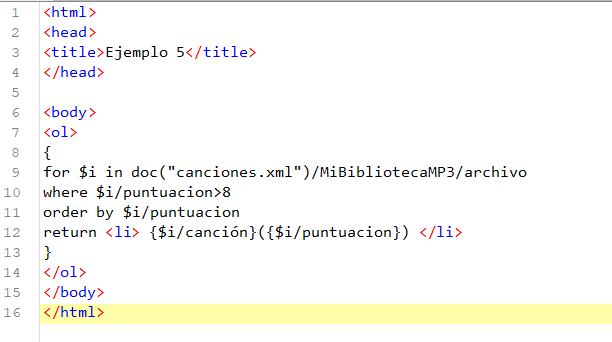 1 <html>
2 <head>
3 <title>Ejemplo 5</title>
4 </head>
5
6 <body>
7 <ol>
8 {
9 for $i in doc("canciones.xml")/MiBibliotecaMP3/archivo
10 where $i/puntuacion>8
11 order by $i/puntuacion
12 return <li> {$i/canción}({$i/puntuacion}) </li>
13 }
14 </ol>
15 </body>
16 </html>